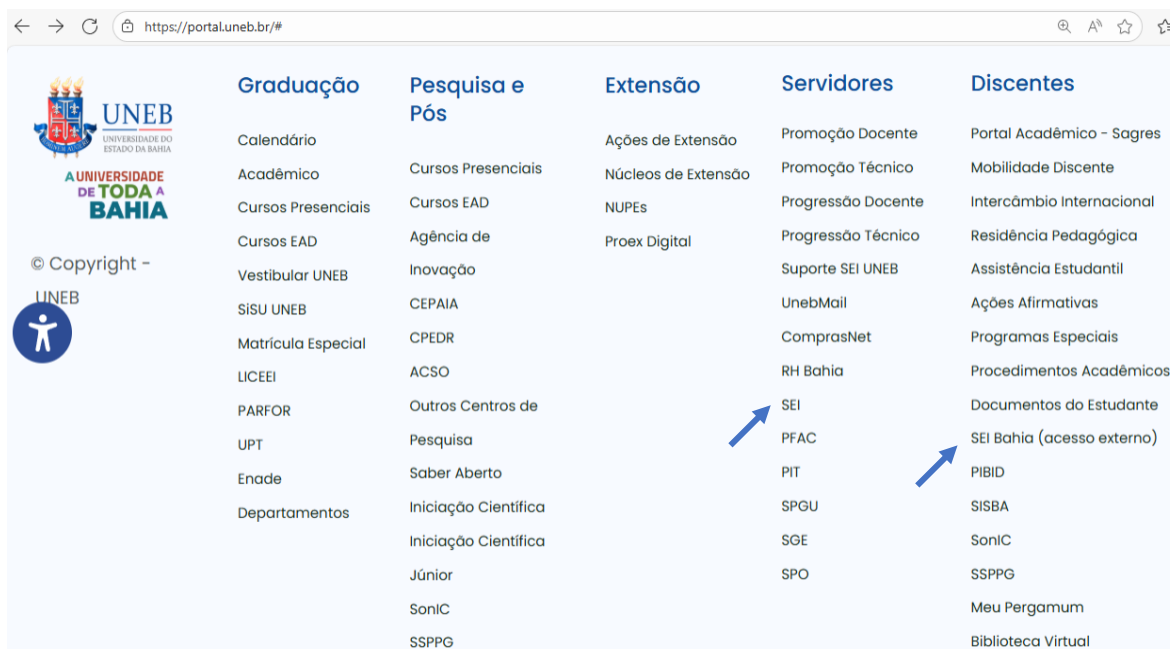 https://portal.uneb.br/#
UNEB
UNIVERSIDADE DO
ESTADO DA BAHIA
A UNIVERSIDADE
DE TODA A
BAHIA
© Copyright -
UNEB
Graduação
Calendário
Acadêmico
Cursos Presenciais
Cursos EAD
Vestibular UNEB
SiSU UNEB
Matrícula Especial
LICEEI
PARFOR
UPT
Enade
Departamentos
Pesquisa e
Pós
Cursos Presenciais
Cursos EAD
Agência de
Inovação
CEPAIA
CPEDR
ACSO
Outros Centros de
Pesquisa
Saber Aberto
Iniciação Científica
Iniciação Científica
Júnior
SonIC
SSPPG
Extensão
Ações de Extensão
Núcleos de Extensão
NUPEs
Proex Digital
Servidores
Promoção Docente
Promoção Técnico
Progressão Docente
Progressão Técnico
Suporte SEI UNEB
UnebMail
ComprasNet
RH Bahia
SEI
PFAC
PIT
SPGU
SGE
SPO
Discentes
Portal Acadêmico - Sagres
Mobilidade Discente
Intercâmbio Internacional
Residência Pedagógica
Assistência Estudantil
Ações Afirmativas
Programas Especiais
Procedimentos Acadêmicos
Documentos do Estudante
SEI Bahia (acesso externo)
PIBID
SISBA
SonIC
SSPPG
Meu Pergamum
Biblioteca Virtual